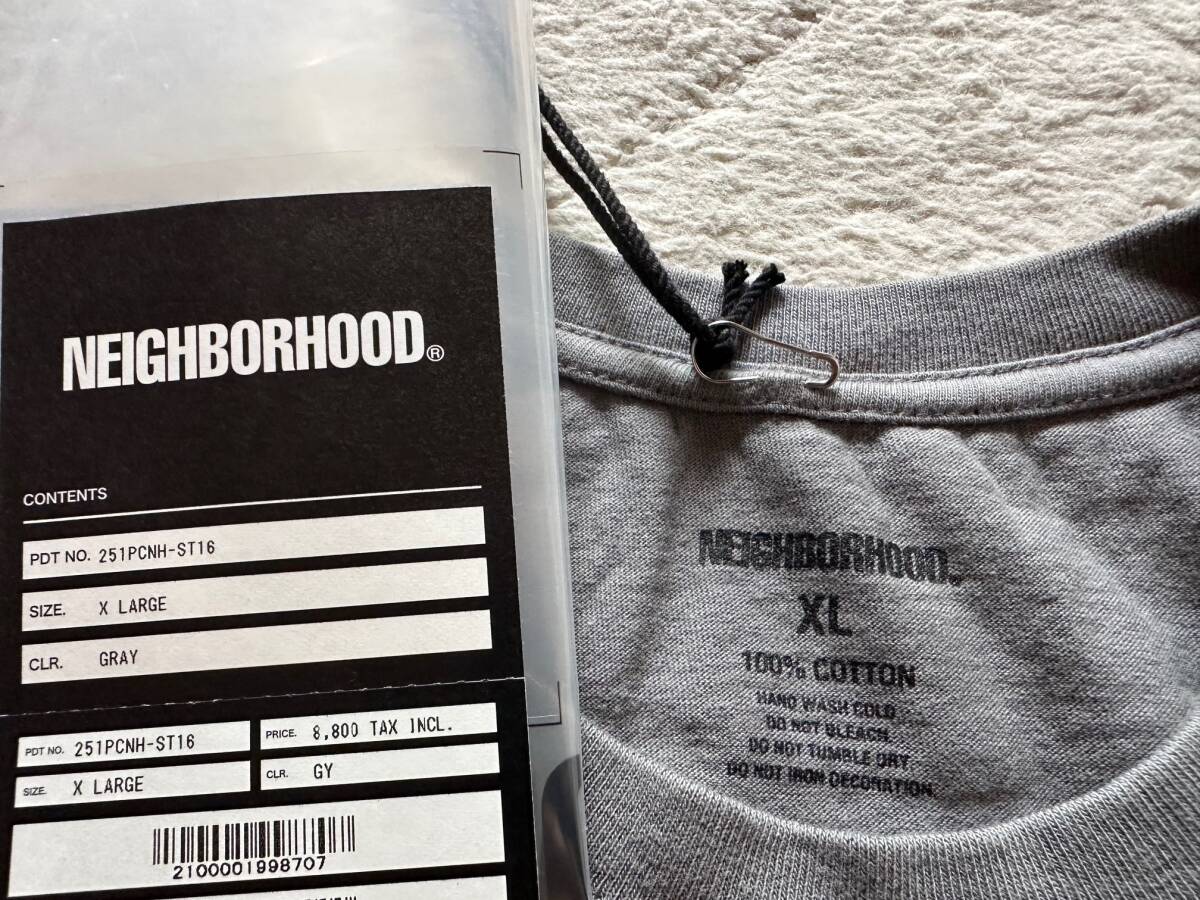 NEIGHBORHOOD®
CONTENTS
PDT NO. 251PCNH-ST16
SIZE. X LARGE
CLR. GRAY
PDT NO. 251PCNH-ST16
PRICE. 8,800 TAX INCL.
SIZE. X LARGE
CLR. GY
2100001998707
NEIGHBORHOOD®
XL
100% COTTON
HAND WASH COLD.
DO NOT BLEACH.
DO NOT TUMBLE DRY.
DO NOT IRON DECORATION.